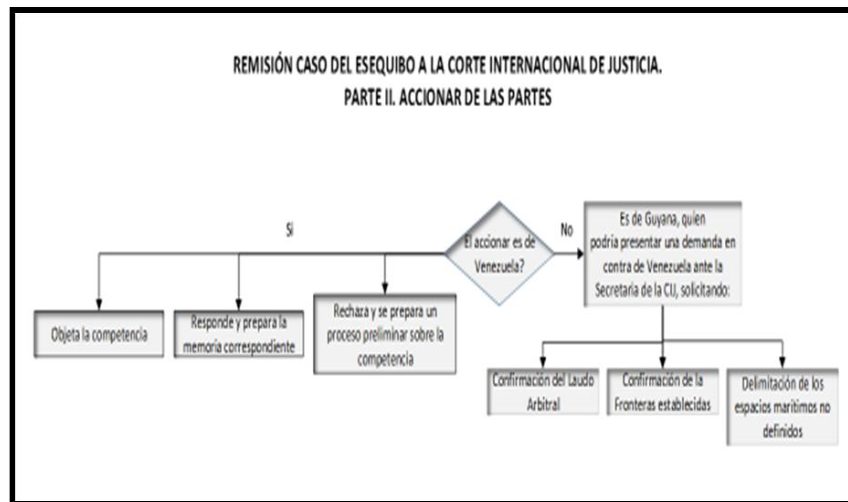 REMISIÓN CASO DEL ESEQUIBO A LA CORTE INTERNACIONAL DE JUSTICIA.
PARTE II. ACCIONAR DE LAS PARTES
Si
El accionar es de
Venezuela?
No
Es de Guyana, quien
podría presentar una demanda en
contra de Venezuela ante la
Secretaria de la CIJ, solicitando:
Objeta la competencia
Responde y prepara la
memoria correspondiente
Rechaza y se prepara un
proceso preliminar sobre la
competencia
Confirmación del Laudo
Arbitral
Confirmación de la
Fronteras establecidas
Delimitación de los
espacios marítimos no
definidos